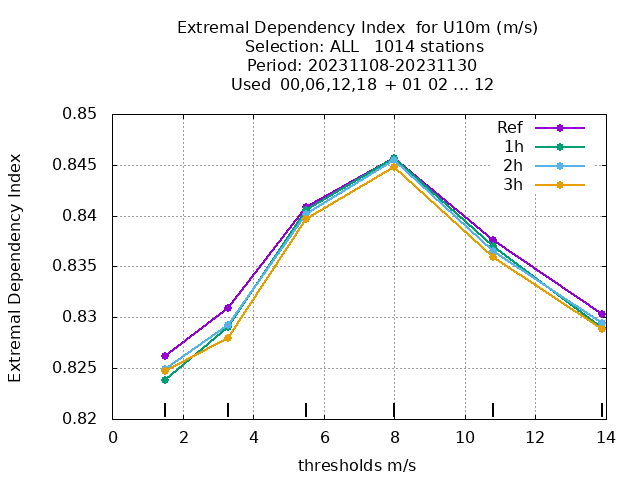 Extremal Dependency Index  for U10m (m/s)
Selection: ALL   1014 stations
Period: 20231108-20231130
Used  00,06,12,18  + 01 02 ... 12
Extremal Dependency Index
0.85
0.845
0.84
0.835
0.83
0.825
0.82
Ref
1h
2h
3h
0 2 4 6 8 10 12 14
thresholds m/s